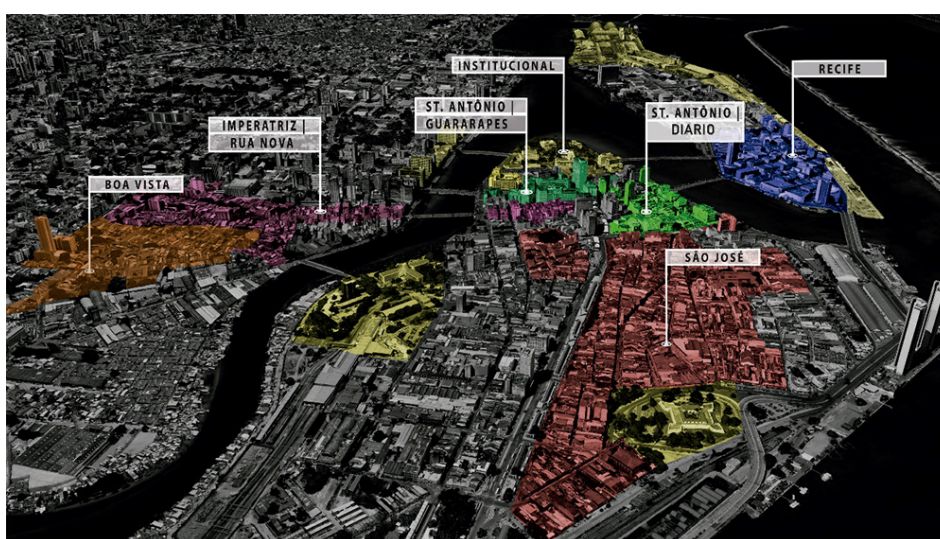 INSTITUCIONAL
RECIFE
ST. ANTÔNIO |
GUARARAPES
ST. ANTÔNIO |
DIÁRIO
IMPERATRIZ |
RUA NOVA
BOA VISTA
SÃO JOSÉ